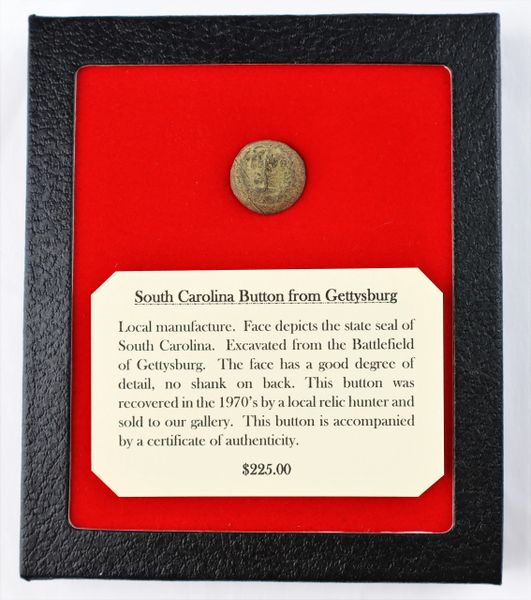 South Carolina Button from Gettysburg
Local manufacture. Face depicts the state seal of
South Carolina. Excavated from the Battlefield
of Gettysburg. The face has a good degree of
detail, no shank on back. This button was
recovered in the 1970's by a local relic hunter and
sold to our gallery. This button is accompanied
by a certificate of authenticity.
$225.00